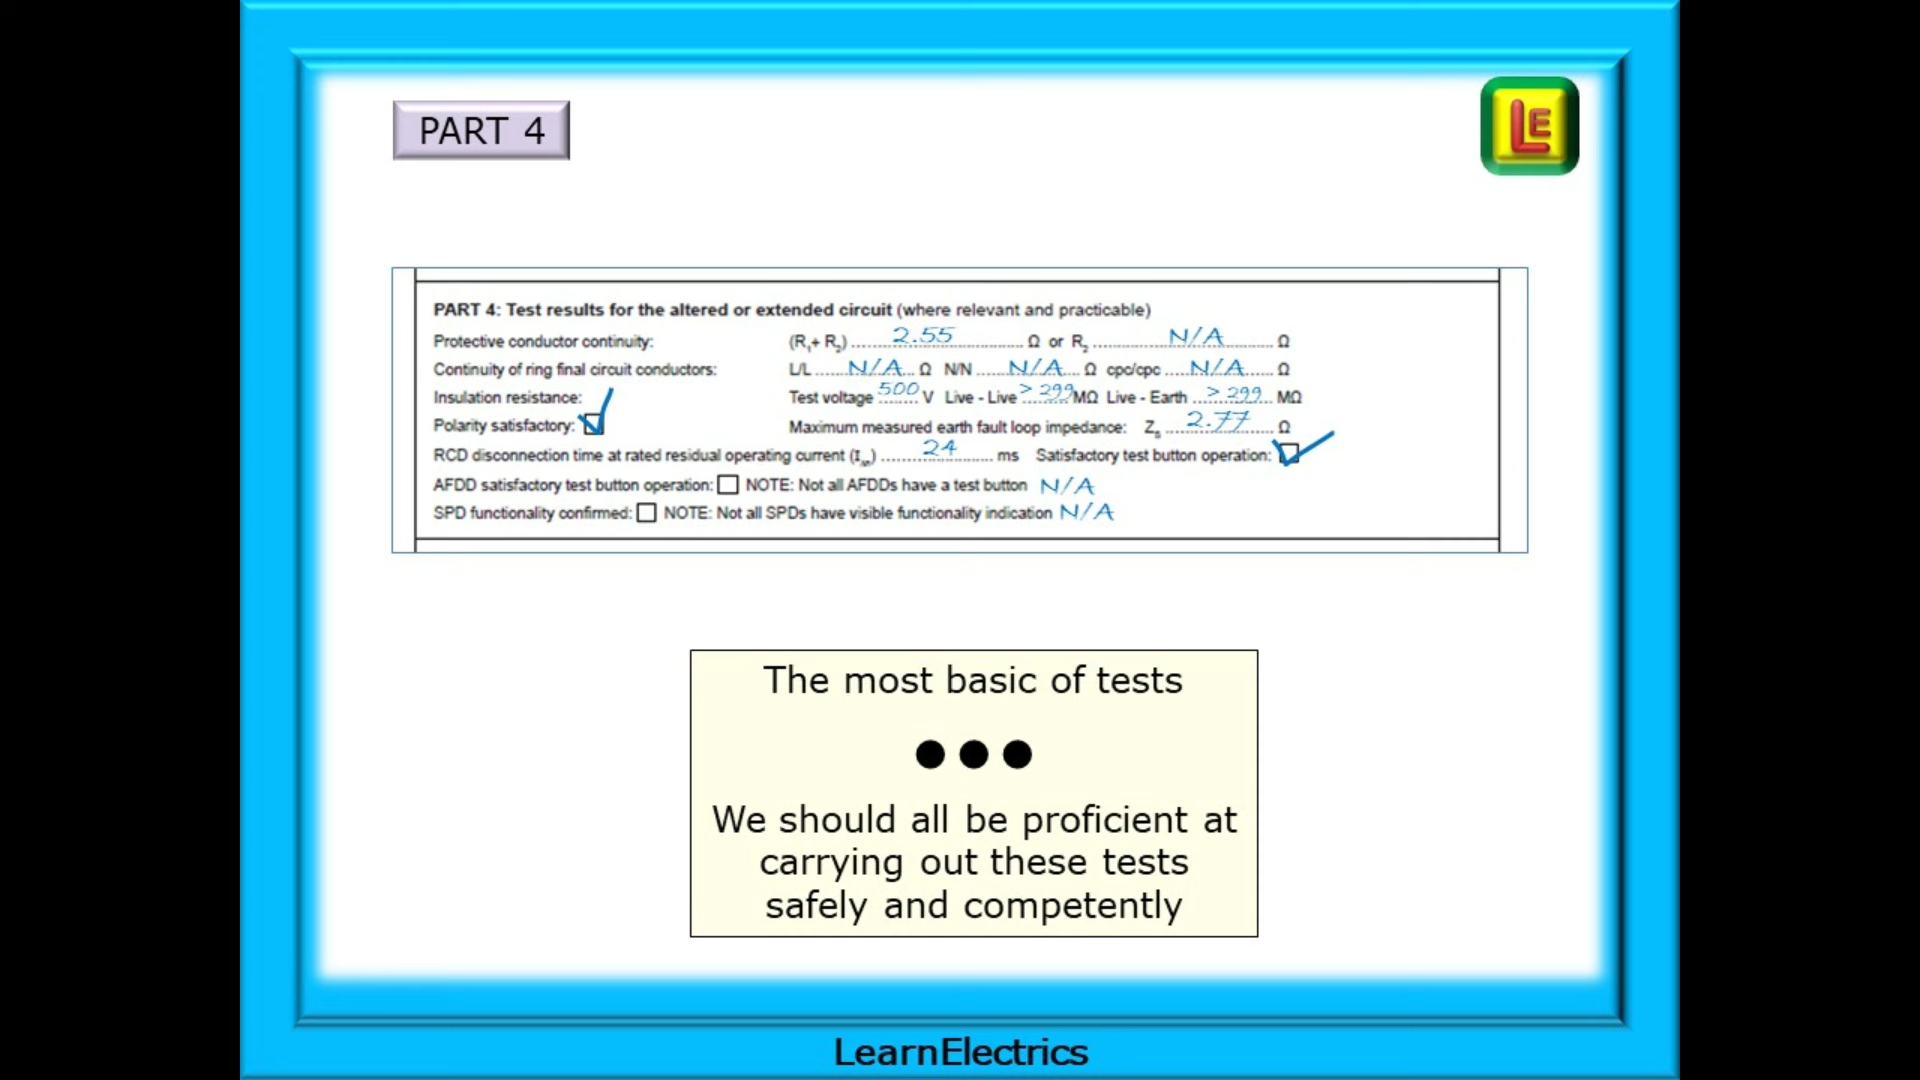 PART 4
LE
PART 4: Test results for the altered or extended circuit (where relevant and practicable)
Protective conductor continuity: (R₁+ R₂) 2.55 Ω or R₂ N/A Ω
Continuity of ring final circuit conductors: L/L N/A Ω N/N N/A Ω cpc/cpc N/A Ω
Insulation resistance: Test voltage 500 V Live - Live > 299 MΩ Live - Earth > 299 MΩ
Polarity satisfactory: Maximum measured earth fault loop impedance: Zₛ 2.77 Ω
RCD disconnection time at rated residual operating current (I∆n) 24 ms Satisfactory test button operation:
AFDD satisfactory test button operation: NOTE: Not all AFDDs have a test button N/A
SPD functionality confirmed: NOTE: Not all SPDs have visible functionality indication N/A
The most basic of tests
● ● ●
We should all be proficient at
carrying out these tests
safely and competently
LearnElectrics